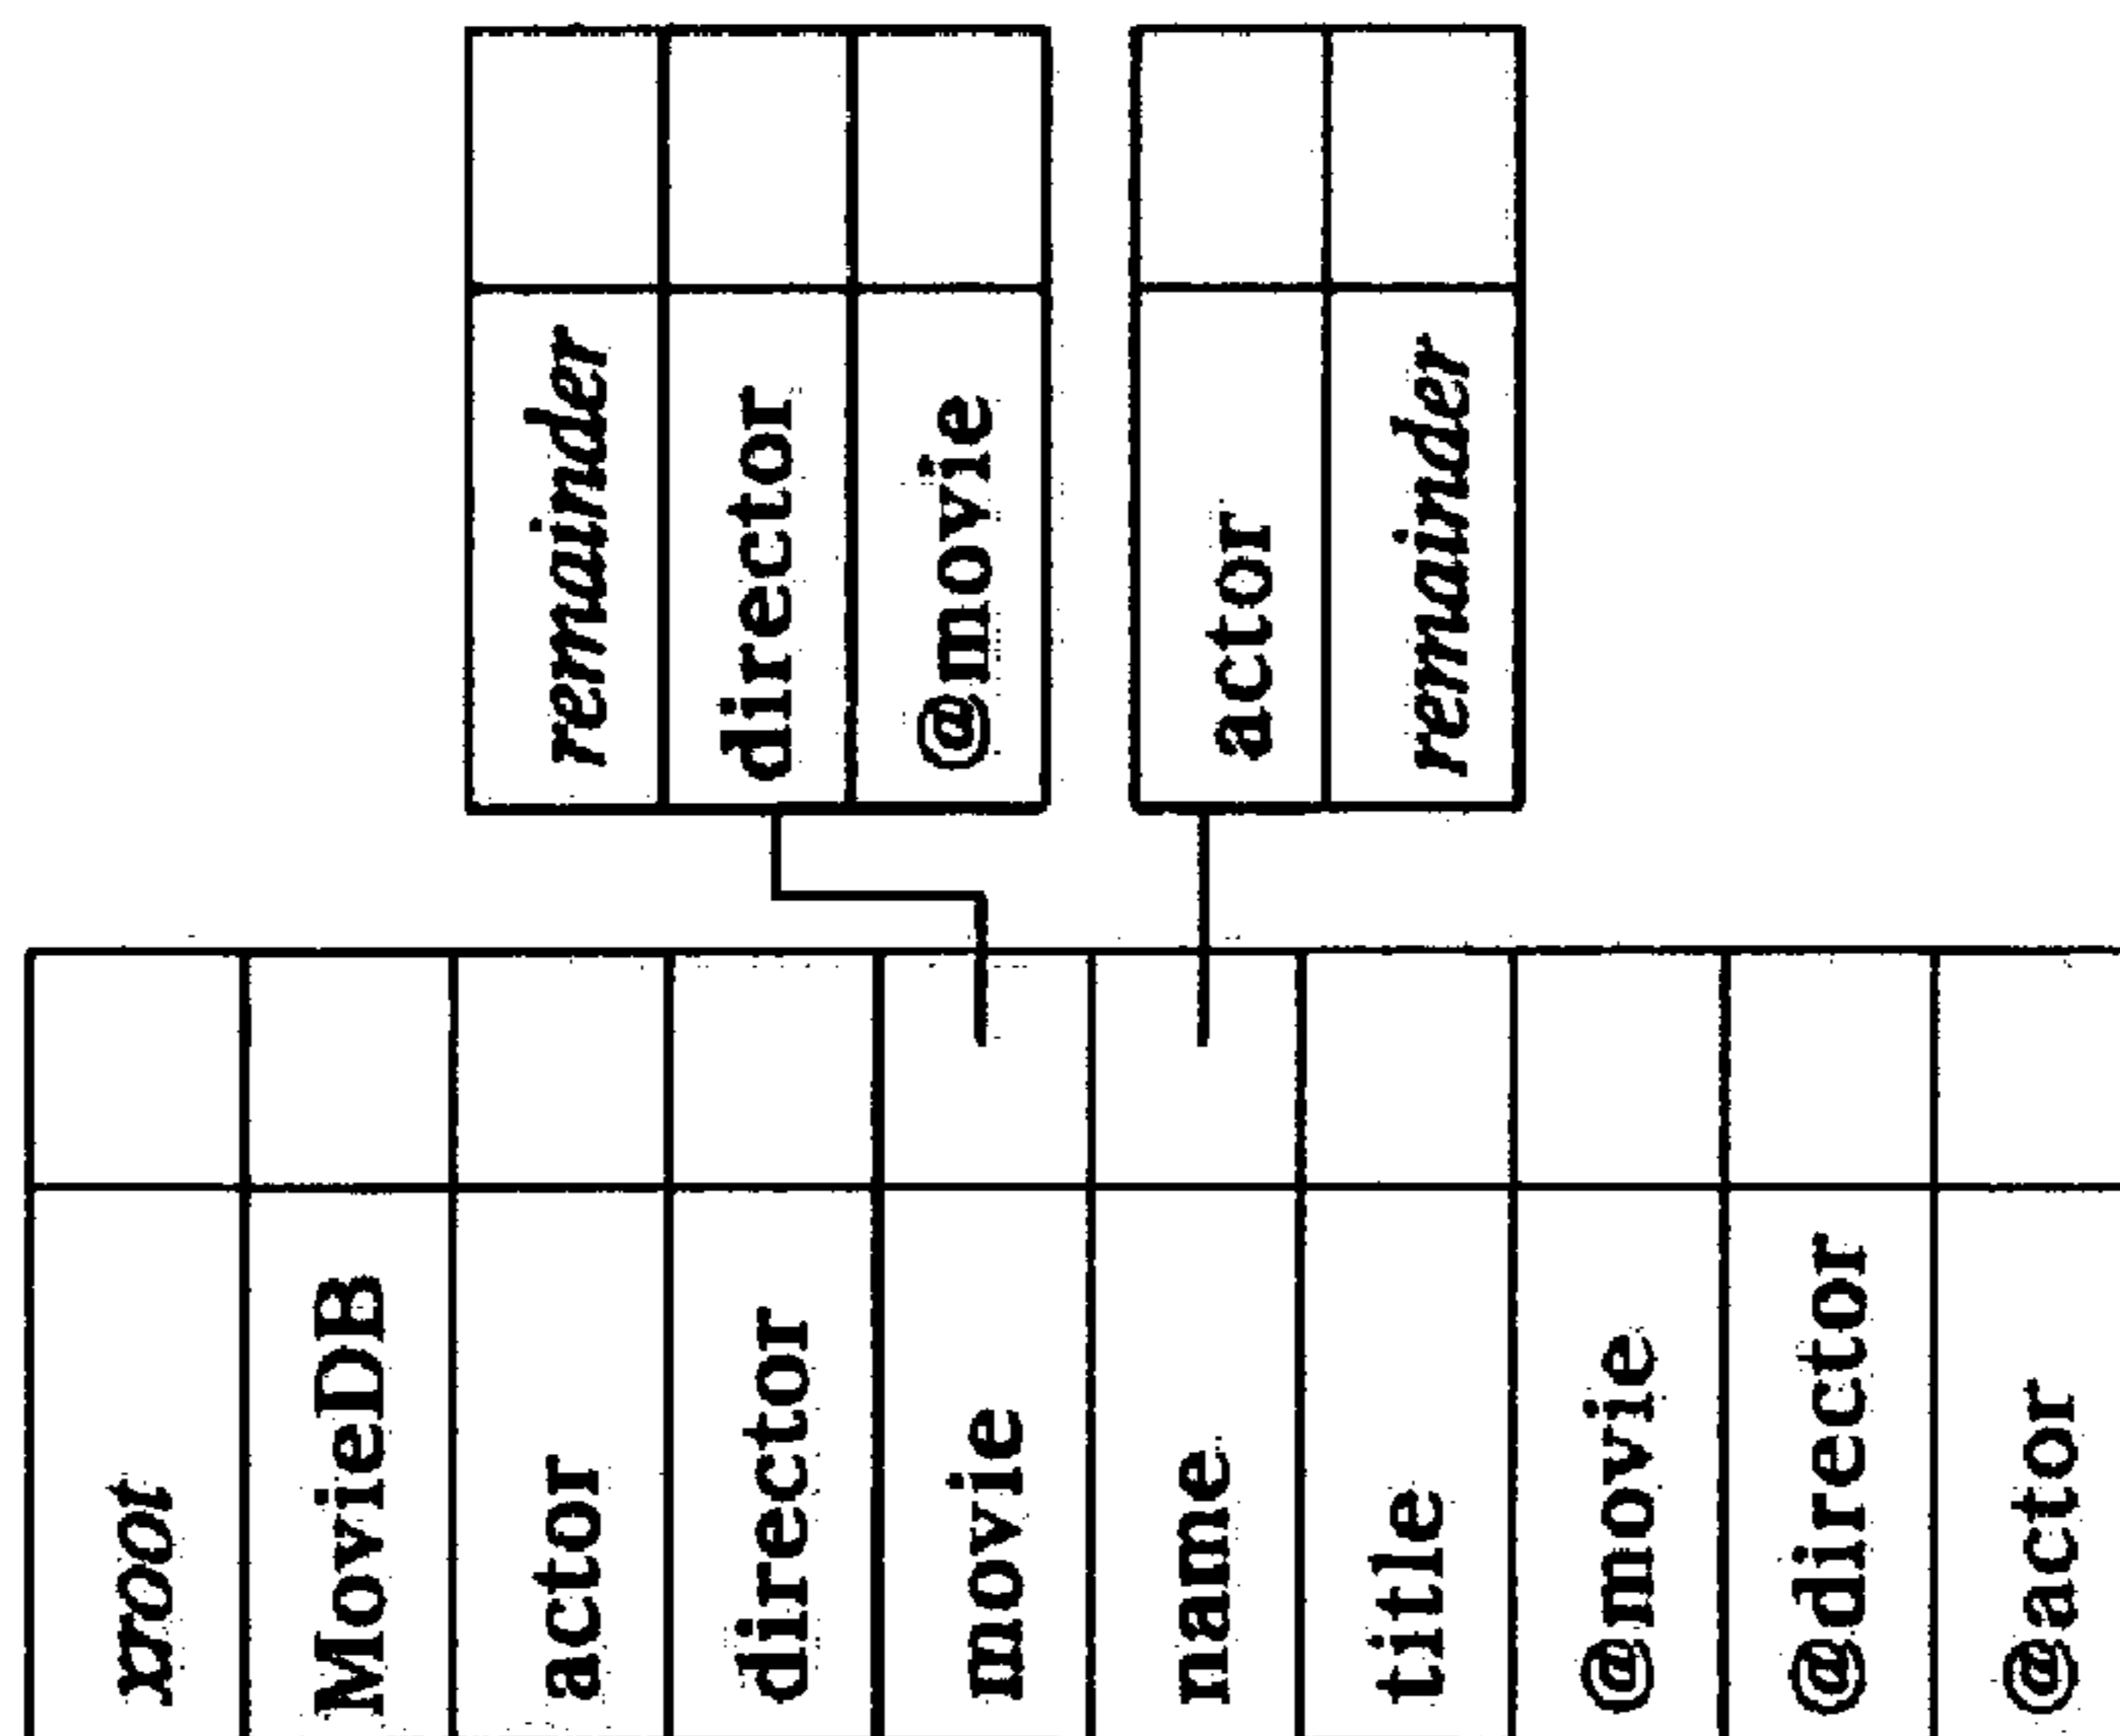 remainder
director
@movie
actor
remainder
xroot
MovieDB
actor
director
movie
name
title
@movie
@director
@actor